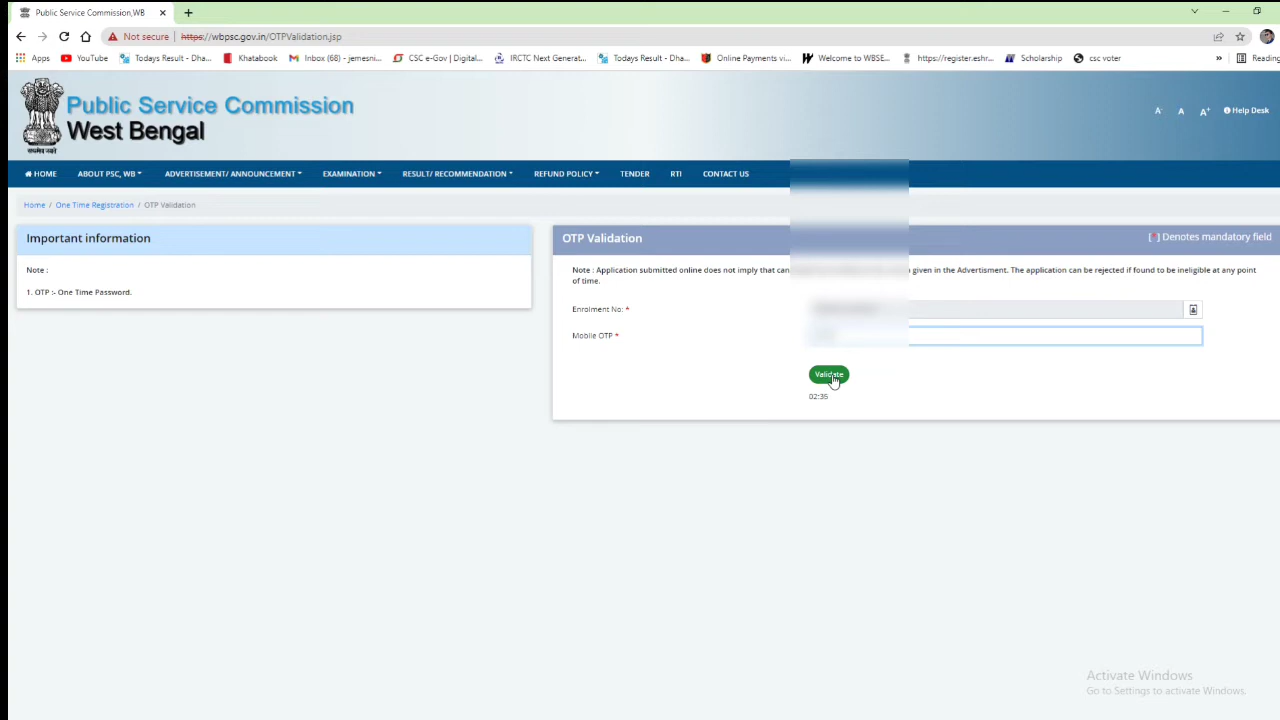 Public Service Commission,WB
Not secure | https://wbpsc.gov.in/OTPValidation.jsp
Apps YouTube Todays Result - Dha... Khatabook Inbox (68) - jemesni... CSC e-Gov | Digital... IRCTC Next Generat... Todays Result - Dha... Online Payments vi... Welcome to WBSE... https://register.eshr... Scholarship csc voter » Reading
Public Service Commission
West Bengal
सत्यमेव जयते
A- A A+ Help Desk
HOME ABOUT PSC, WB ADVERTISEMENT/ ANNOUNCEMENT EXAMINATION RESULT/ RECOMMENDATION REFUND POLICY TENDER RTI CONTACT US
Home / One Time Registration / OTP Validation
Important information
Note :
1. OTP :- One Time Password.
OTP Validation [*] Denotes mandatory field
Note : Application submitted online does not imply that can given in the Advertisment. The application can be rejected if found to be ineligible at any point
of time.
Enrolment No: *
Mobile OTP *
Validate
02:35
Activate Windows
Go to Settings to activate Windows.